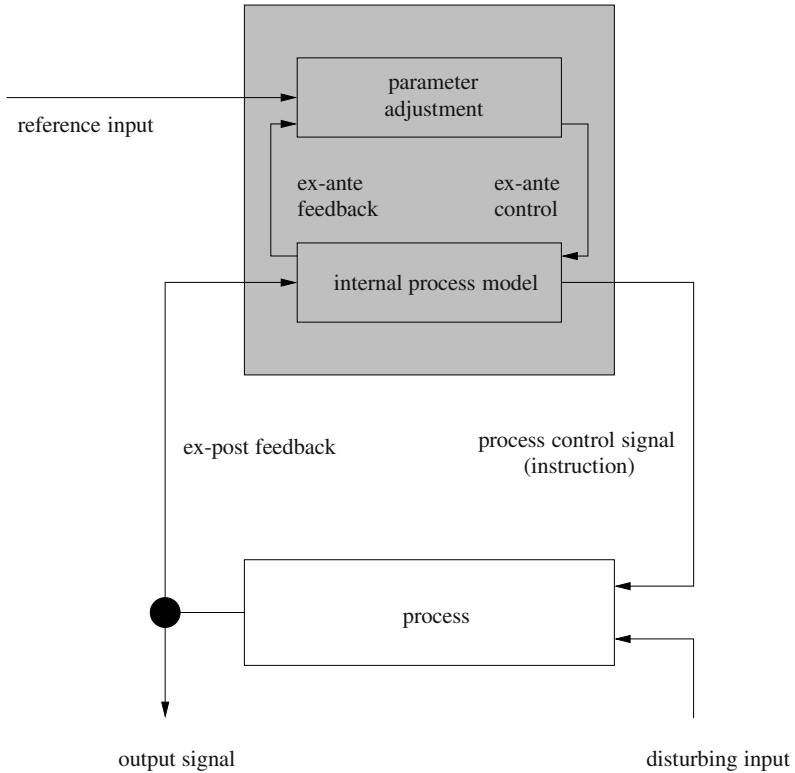 parameter
adjustment
reference input
ex-ante
feedback
ex-ante
control
internal process model
ex-post feedback
process control signal
(instruction)
process
output signal
disturbing input